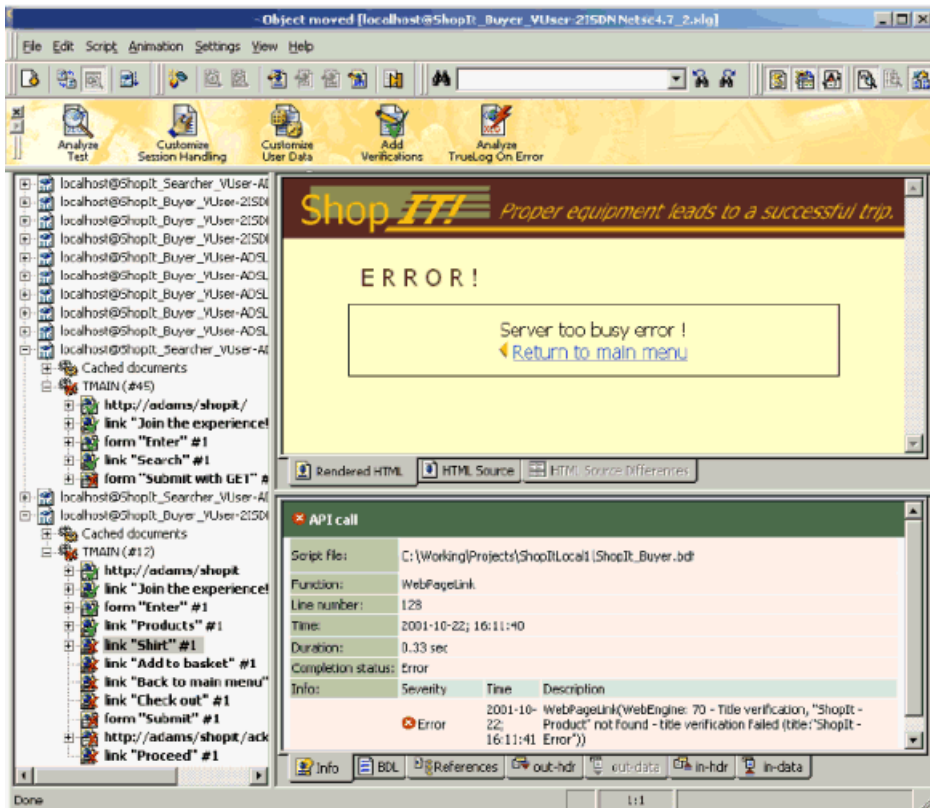 Object moved [localhost@ShopIt_Buyer_VUser-2ISDN Netsc4.7_2.xlg]
File Edit Script Animation Settings View Help
Analyze Test
Customize Session Handling
Customize User Data
Add Verifications
Analyze TrueLog On Error
localhost@ShopIt_Searcher_VUser-AD
localhost@ShopIt_Buyer_VUser-2ISDI
localhost@ShopIt_Buyer_VUser-2ISDI
localhost@ShopIt_Buyer_VUser-2ISDI
localhost@ShopIt_Buyer_VUser-ADSL
localhost@ShopIt_Buyer_VUser-ADSL
localhost@ShopIt_Buyer_VUser-ADSL
localhost@ShopIt_Buyer_VUser-ADSL
localhost@ShopIt_Buyer_VUser-ADSL
localhost@ShopIt_Searcher_VUser-AD
Cached documents
TMAIN (#45)
http://adams/shopit/
link "Join the experience!
form "Enter" #1
link "Search" #1
form "Submit with GET" #
localhost@ShopIt_Searcher_VUser-AD
localhost@ShopIt_Buyer_VUser-2ISDI
Cached documents
TMAIN (#12)
http://adams/shopit
link "Join the experience!
form "Enter" #1
link "Products" #1
link "Shirt" #1
link "Add to basket" #1
link "Back to main menu"
link "Check out" #1
form "Submit" #1
http://adams/shopit/ack
link "Proceed" #1
Shop IT! Proper equipment leads to a successful trip.
ERROR!
Server too busy error !
Return to main menu
Rendered HTML HTML Source HTML Source Differences
API call
Script file: C:\Working\Projects\ShopItLocal1\ShopIt_Buyer.bdf
Function: WebPageLink
Line number: 128
Time: 2001-10-22; 16:11:40
Duration: 0.33 sec
Completion status: Error
Info: Severity Time Description
Error 2001-10-22; 16:11:41 WebPageLink(WebEngine: 70 - Title verification, "ShopIt - Product" not found - title verification failed (title:"ShopIt - Error"))
Info BDL References out-hdr out-data in-hdr in-data
Done 1:1